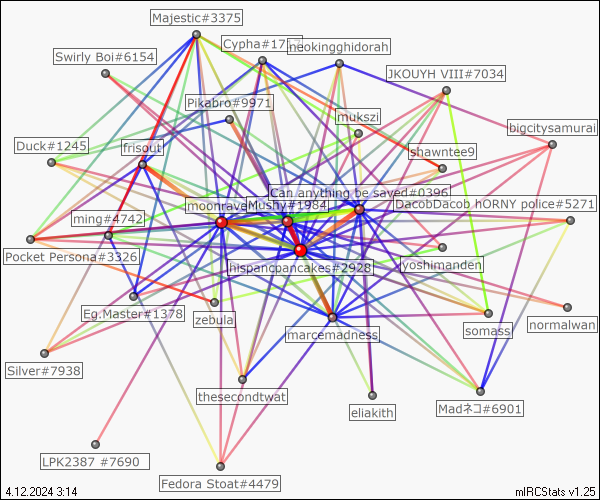 Majestic#3375
Cypha#1
neokingghidorah
Swirly Boi#6154
JKOUYH VIII#7034
Pikabro#9971
mukszi
bigcitysamurai
Duck#1245
frisout
shawntee9
Can anything be saved#0396
moonrave
Mushy#1984
DacobDacob hORNY police#5271
ming#4742
Pocket Persona#3326
hispancpancakes#2928
yoshimanden
Eg.Master#1378
zebula
marcemadness
somass
normalwan
Silver#7938
thesecondtwat
eliakith
Madネコ#6901
LPK2387 #7690
Fedora Stoat#4479
4.12.2024 3:14
mIRCStats v1.25